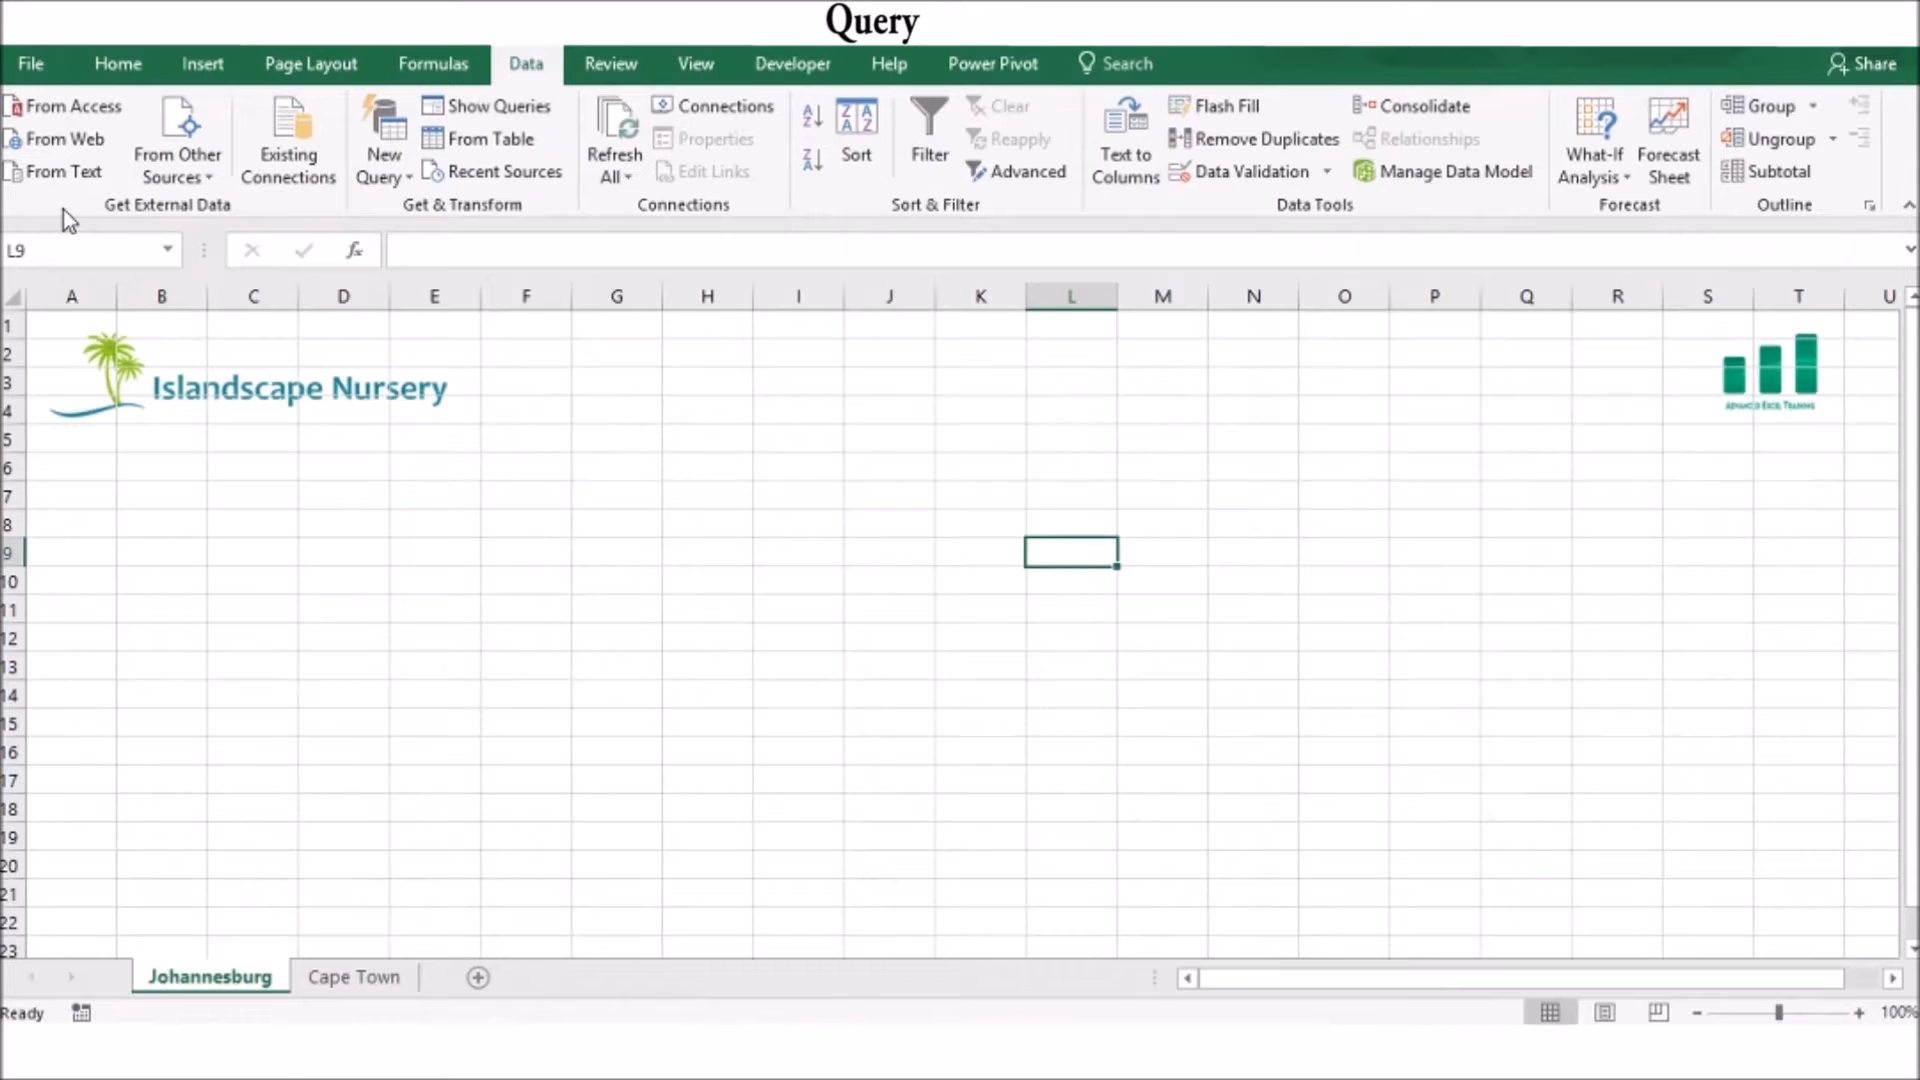 Query
File Home Insert Page Layout Formulas Data Review View Developer Help Power Pivot Search Share
From Access
From Web
From Text
From Other Sources
Existing Connections
Get External Data
New Query
Show Queries
From Table
Recent Sources
Get & Transform
Refresh All
Connections
Properties
Edit Links
Connections
Sort
Filter
Clear
Reapply
Advanced
Sort & Filter
Text to Columns
Flash Fill
Remove Duplicates
Data Validation
Consolidate
Relationships
Manage Data Model
Data Tools
What-If Analysis
Forecast Sheet
Forecast
Group
Ungroup
Subtotal
Outline
L9
fx
A B C D E F G H I J K L M N O P Q R S T U
1
2
3
4
5
6
7
8
9
10
11
12
13
14
15
16
17
18
19
20
21
22
23
Islandscape Nursery
Advanced Excel Training
Johannesburg Cape Town
Ready 100%